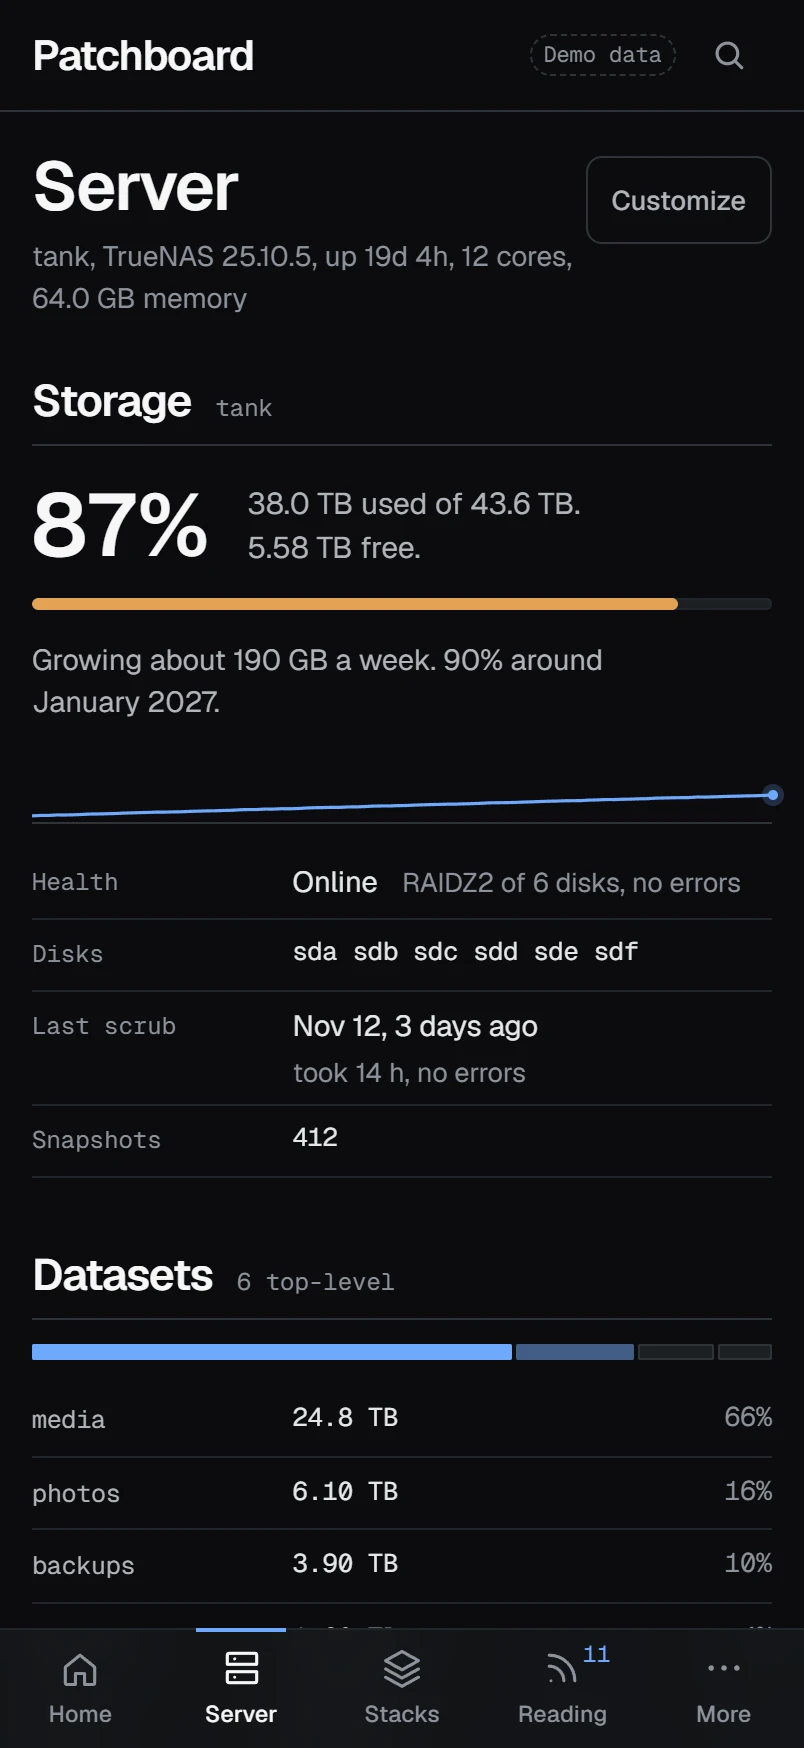 Patchboard
Demo data
Server
Customize
tank, TrueNAS 25.10.5, up 19d 4h, 12 cores,
64.0 GB memory
Storage tank
87%
38.0 TB used of 43.6 TB.
5.58 TB free.
Growing about 190 GB a week. 90% around
January 2027.
Health Online RAIDZ2 of 6 disks, no errors
Disks sda sdb sdc sdd sde sdf
Last scrub Nov 12, 3 days ago
took 14 h, no errors
Snapshots 412
Datasets 6 top-level
media 24.8 TB 66%
photos 6.10 TB 16%
backups 3.90 TB 10%
11
Home Server Stacks Reading More